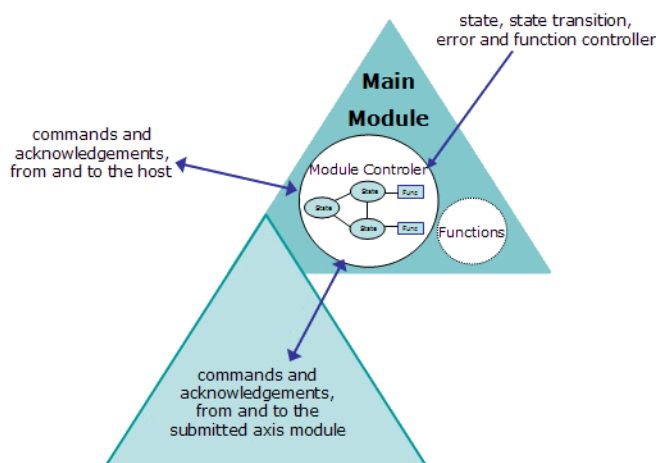 state, state transition,
error and function controller
Main
Module
commands and
acknowledgements,
from and to the host
Module Controler
State
Func
State
State
Func
Functions
commands and
acknowledgements,
from and to the
submitted axis module